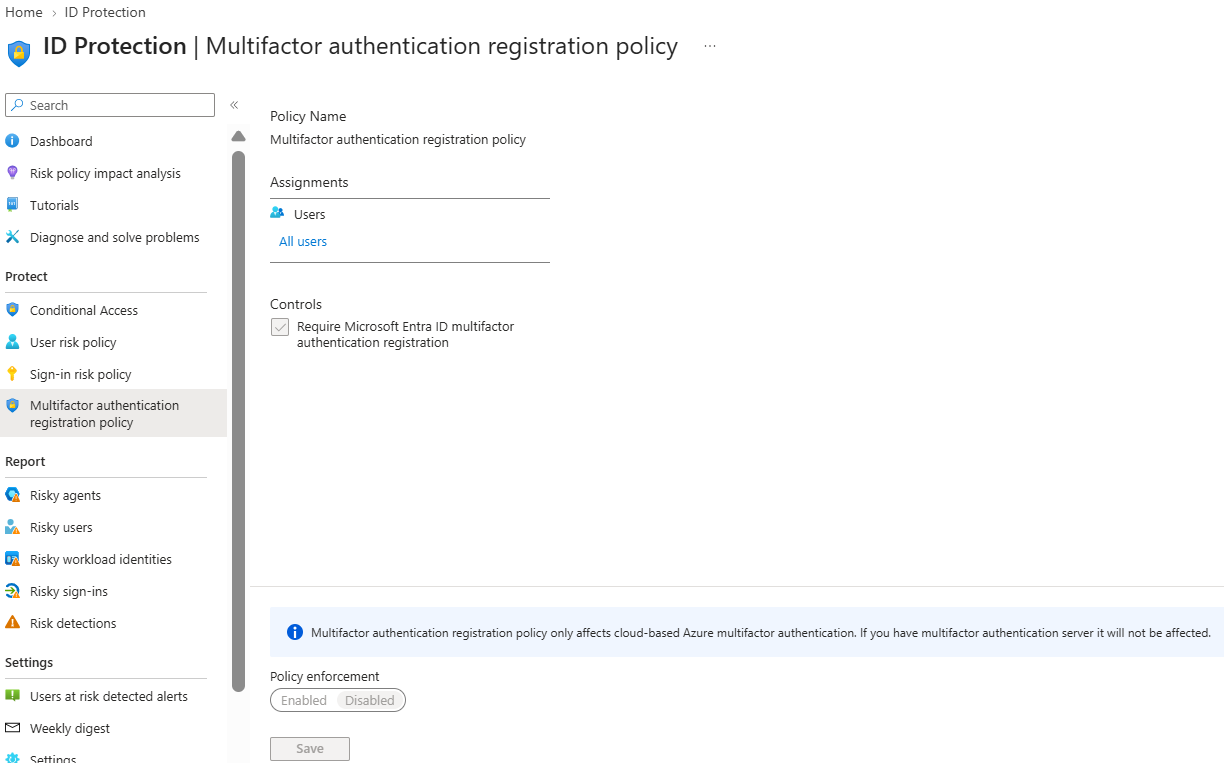 Home > ID Protection
ID Protection | Multifactor authentication registration policy ...
Search «
Dashboard
Risk policy impact analysis
Tutorials
Diagnose and solve problems
Protect
Conditional Access
User risk policy
Sign-in risk policy
Multifactor authentication
registration policy
Report
Risky agents
Risky users
Risky workload identities
Risky sign-ins
Risk detections
Settings
Users at risk detected alerts
Weekly digest
Settings
Policy Name
Multifactor authentication registration policy
Assignments
Users
All users
Controls
Require Microsoft Entra ID multifactor
authentication registration
Multifactor authentication registration policy only affects cloud-based Azure multifactor authentication. If you have multifactor authentication server it will not be affected.
Policy enforcement
Enabled Disabled
Save